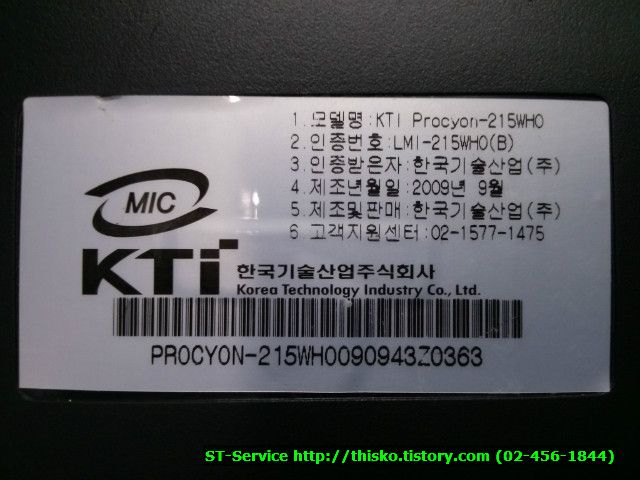 1. 모델명:KTI Procyon-215WHO
2. 인증번호:LMI-215WHO(B)
3. 인증받은자:한국기술산업(주)
4. 제조년월일:2009년 9월
5. 제조및판매:한국기술산업(주)
6. 고객지원센터:02-1577-1475
MIC
KTi 한국기술산업주식회사
Korea Technology Industry Co., Ltd.
PROCYON-215WHO090943Z0363
ST-Service http://thisko.tistory.com (02-456-1844)